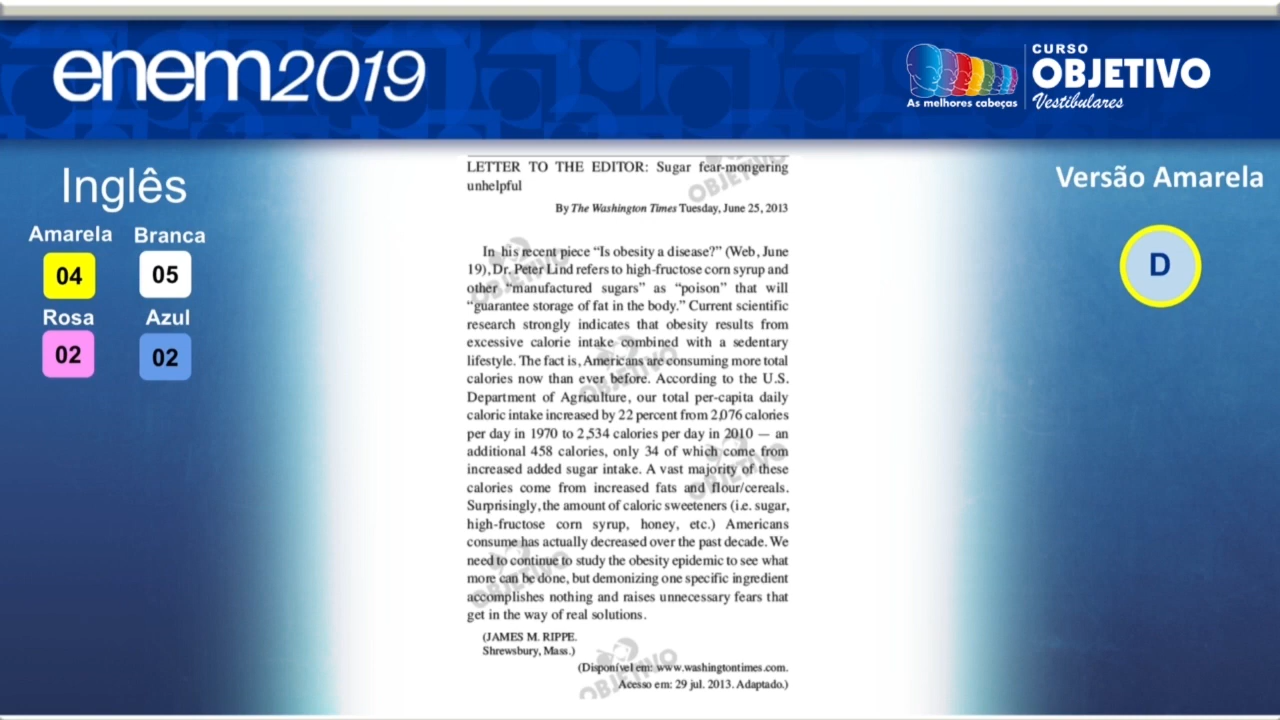 enem2019
CURSO
OBJETIVO
As melhores cabeças
Vestibulares
Inglês
Amarela Branca
04 05
Rosa Azul
02 02
LETTER TO THE EDITOR: Sugar fear-mongering
unhelpful
By The Washington Times Tuesday, June 25, 2013
In his recent piece “Is obesity a disease?” (Web, June
19), Dr. Peter Lind refers to high-fructose corn syrup and
other “manufactured sugars” as “poison” that will
“guarantee storage of fat in the body.” Current scientific
research strongly indicates that obesity results from
excessive calorie intake combined with a sedentary
lifestyle. The fact is, Americans are consuming more total
calories now than ever before. According to the U.S.
Department of Agriculture, our total per-capita daily
caloric intake increased by 22 percent from 2,076 calories
per day in 1970 to 2,534 calories per day in 2010 — an
additional 458 calories, only 34 of which come from
increased added sugar intake. A vast majority of these
calories come from increased fats and flour/cereals.
Surprisingly, the amount of caloric sweeteners (i.e. sugar,
high-fructose corn syrup, honey, etc.) Americans
consume has actually decreased over the past decade. We
need to continue to study the obesity epidemic to see what
more can be done, but demonizing one specific ingredient
accomplishes nothing and raises unnecessary fears that
get in the way of real solutions.
(JAMES M. RIPPE.
Shrewsbury, Mass.)
(Disponível em: www.washingtontimes.com.
Acesso em: 29 jul. 2013. Adaptado.)
OBJETIVO
OBJETIVO
OBJETIVO
OBJETIVO
OBJETIVO
OBJETIVO
Versão Amarela
D